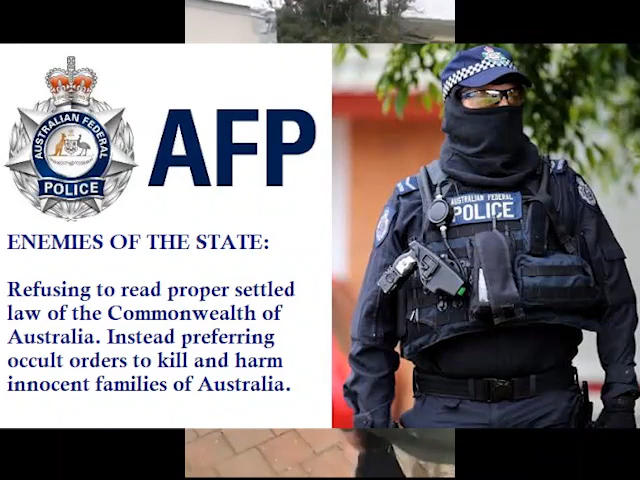 AUSTRALIAN FEDERAL
POLICE
AFP
ENEMIES OF THE STATE:
Refusing to read proper settled
law of the Commonwealth of
Australia. Instead preferring
occult orders to kill and harm
innocent families of Australia.
AUSTRALIAN FEDERAL
POLICE